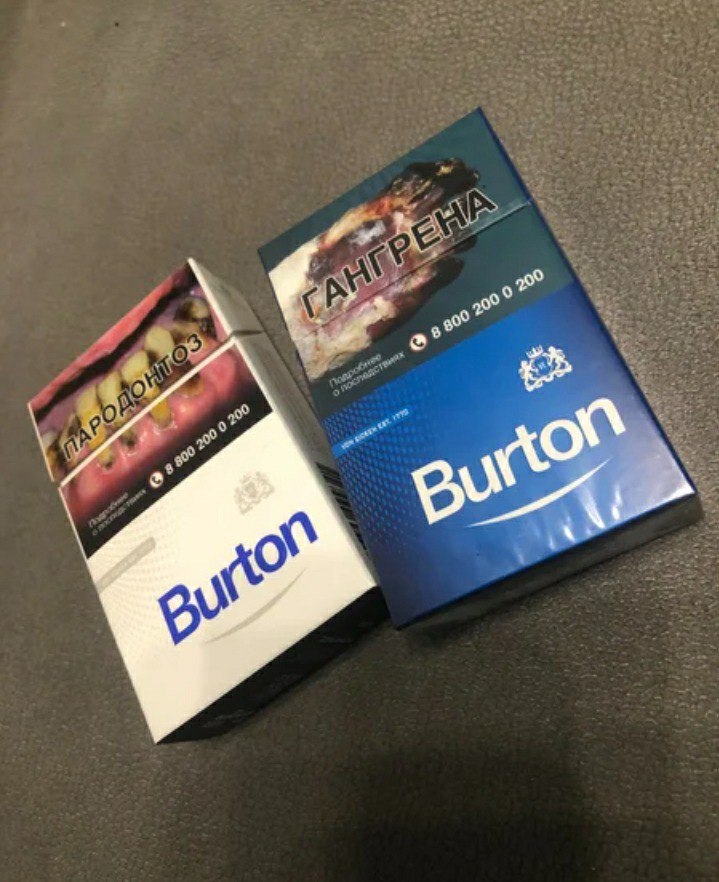 ПАРОДОНТОЗ
Подробнее
о последствиях
8 800 200 0 200
Burton
ГАНГРЕНА
Подробнее
о последствиях
8 800 200 0 200
VON EICKEN EST. 1770
Burton